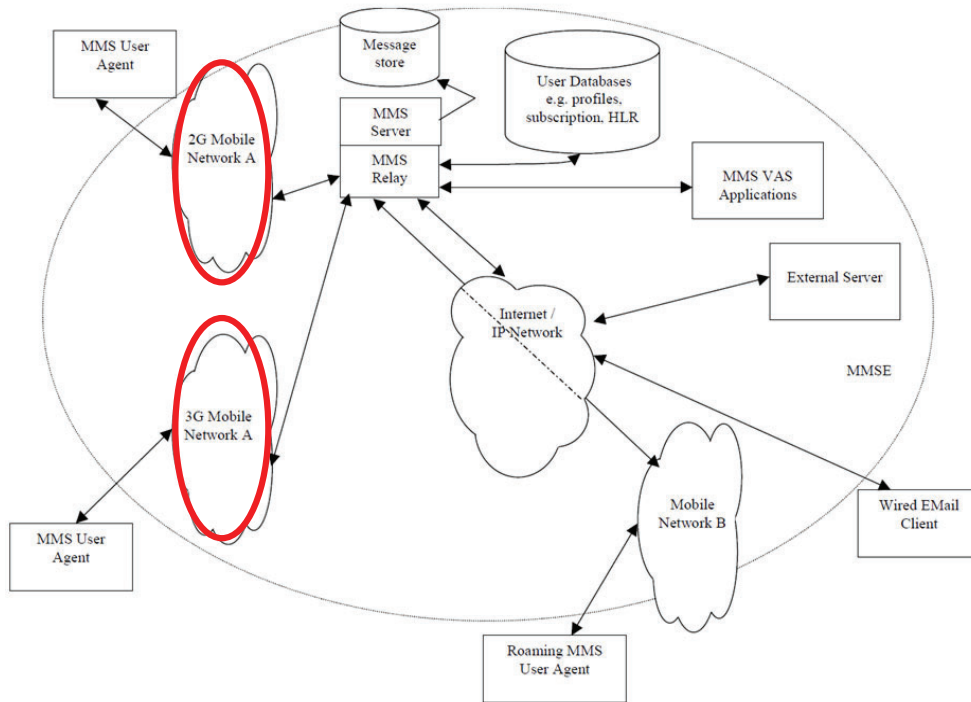 MMS User
Agent
Message
store
User Databases
e.g. profiles,
subscription, HLR
MMS
Server
2G Mobile
Network A
MMS
Relay
MMS VAS
Applications
External Server
Internet /
IP Network
MMSE
3G Mobile
Network A
Mobile
Network B
Wired EMail
Client
MMS User
Agent
Roaming MMS
User Agent